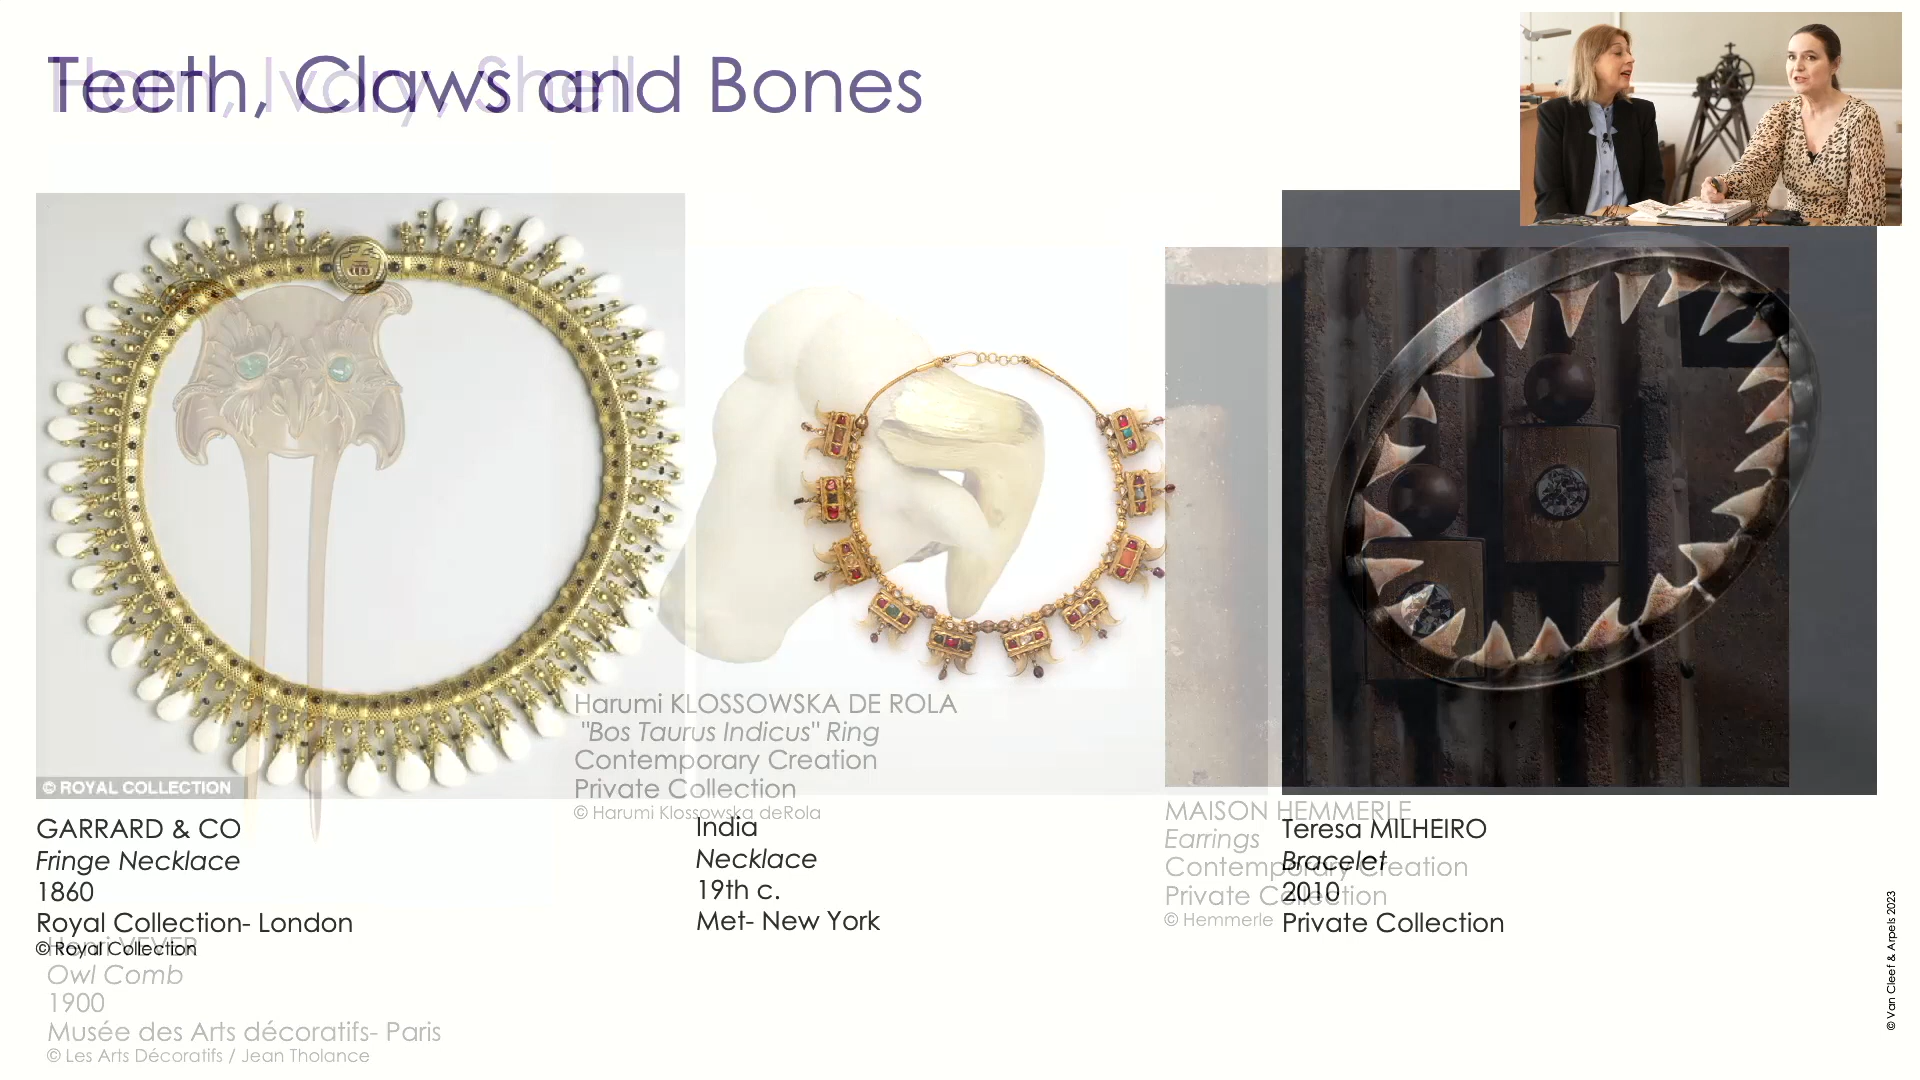 Teeth, Claws and Bones
Horn, Ivory, Shell
© ROYAL COLLECTION
GARRARD & CO
Fringe Necklace
1860
Royal Collection- London
© Royal Collection
Henri VEVER
Owl Comb
1900
Musée des Arts décoratifs- Paris
© Les Arts Décoratifs / Jean Tholance
Harumi KLOSSOWSKA DE ROLA
"Bos Taurus Indicus" Ring
Contemporary Creation
Private Collection
© Harumi Klossowska deRola
India
Necklace
19th c.
Met- New York
MAISON HEMMERLE
Earrings
Contemporary Creation
Private Collection
© Hemmerle
Teresa MILHEIRO
Bracelet
2010
Private Collection
© Van Cleef & Arpels 2023